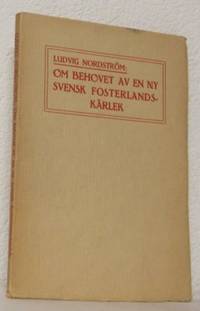 LUDVIG NORDSTRÖM:
OM BEHOVET AV EN NY
SVENSK FOSTERLANDS-
KÄRLEK